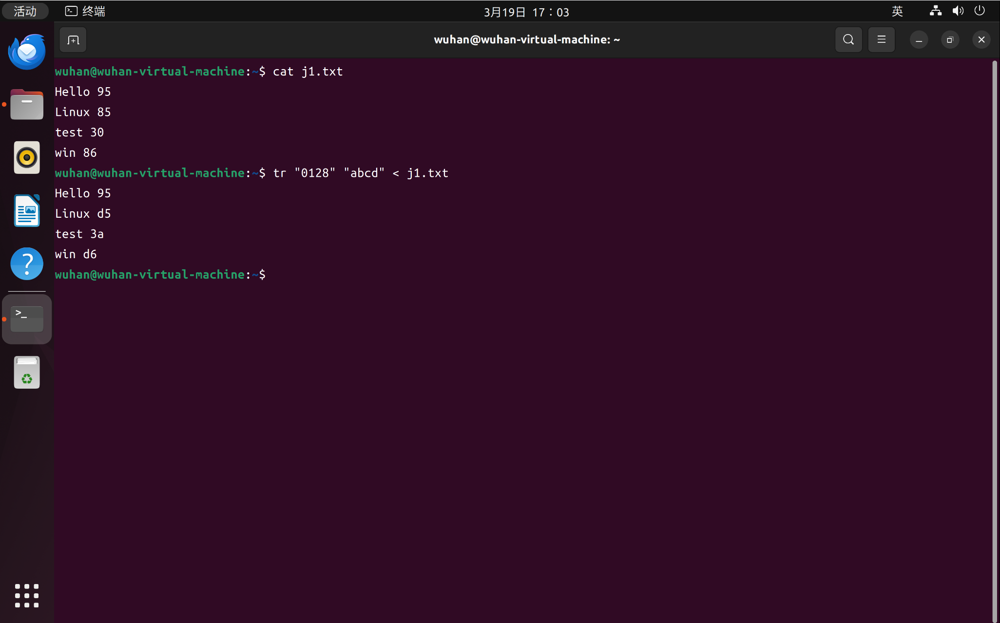 活动
终端
3月19日 17：03
英
wuhan@wuhan-virtual-machine: ~
wuhan@wuhan-virtual-machine:~$ cat j1.txt
Hello 95
Linux 85
test 30
win 86
wuhan@wuhan-virtual-machine:~$ tr "0128" "abcd" < j1.txt
Hello 95
Linux d5
test 3a
win d6
wuhan@wuhan-virtual-machine:~$